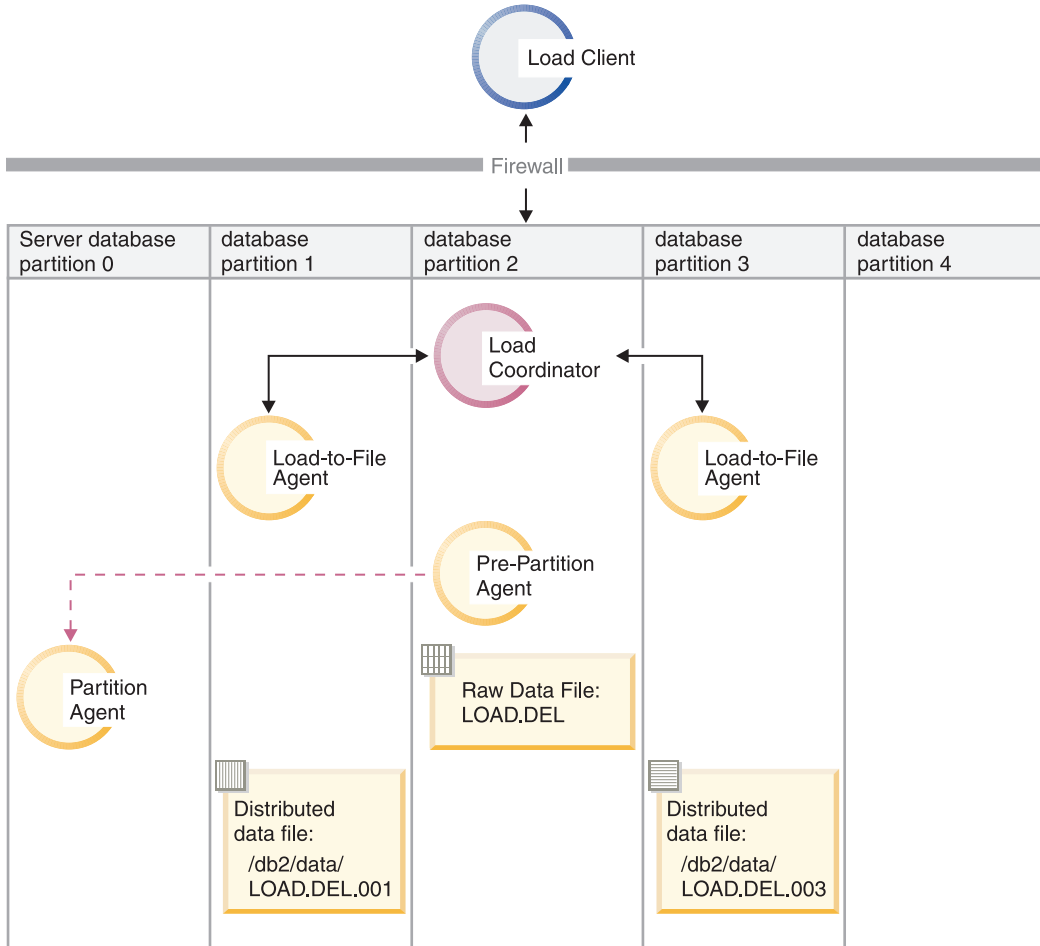 Load Client
Firewall
Server database
partition 0
database
partition 1
database
partition 2
database
partition 3
database
partition 4
Load
Coordinator
Load-to-File
Agent
Load-to-File
Agent
Pre-Partition
Agent
Partition
Agent
Raw Data File:
LOAD.DEL
Distributed
data file:
/db2/data/
LOAD.DEL.001
Distributed
data file:
/db2/data/
LOAD.DEL.003